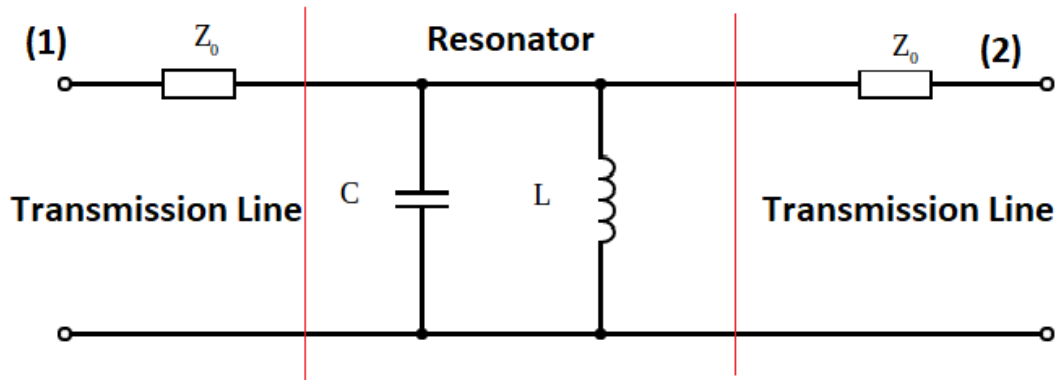 (1)
Z₀
Resonator
Z₀
(2)
Transmission Line
C
L
Transmission Line